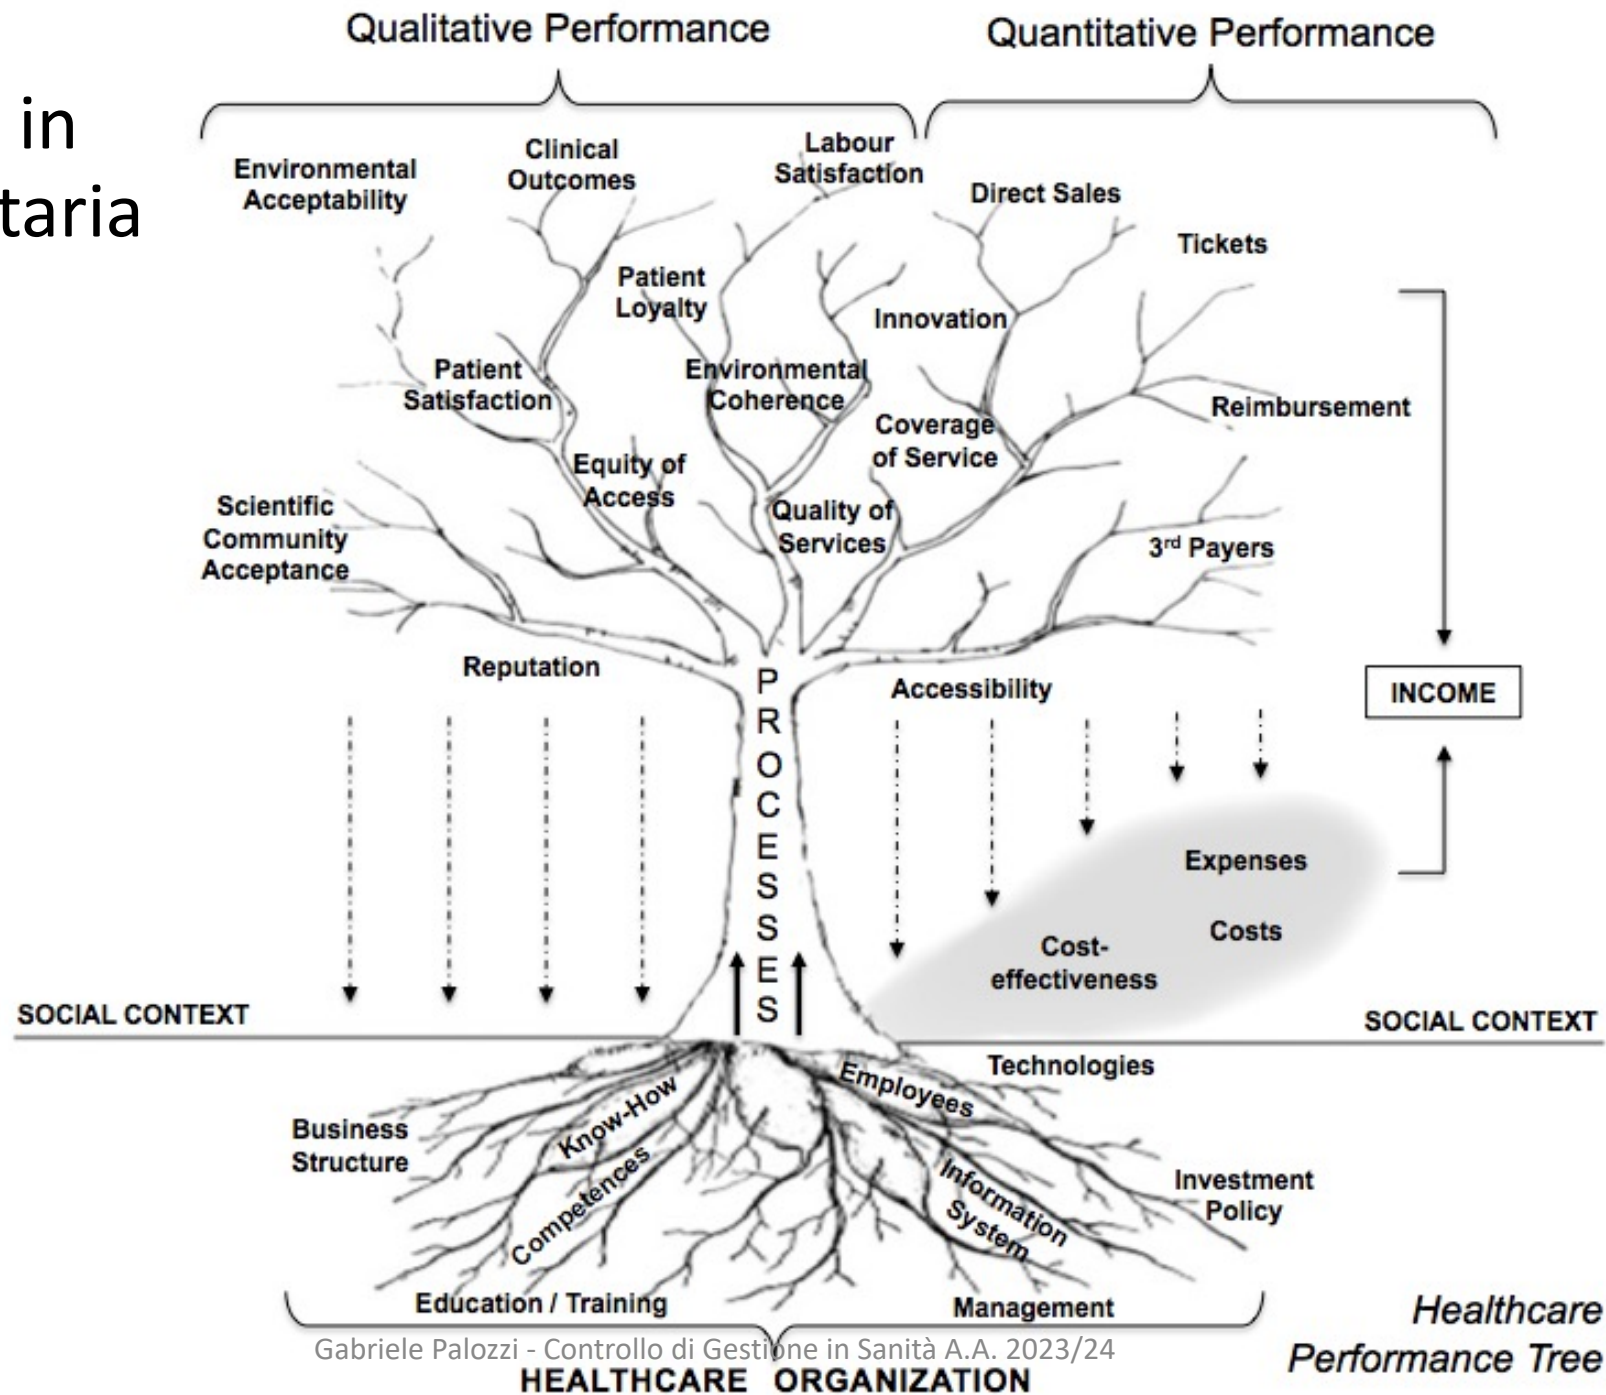 in
taria
Qualitative Performance
Quantitative Performance
Environmental
Acceptability
Clinical
Outcomes
Labour
Satisfaction
Direct Sales
Tickets
Patient
Loyalty
Innovation
Patient
Satisfaction
Environmental
Coherence
Reimbursement
Coverage
of Service
Equity of
Access
Scientific
Community
Acceptance
Quality of
Services
3rd Payers
Reputation
Accessibility
INCOME
PROCESSES
Expenses
Costs
Cost-
effectiveness
SOCIAL CONTEXT
SOCIAL CONTEXT
Technologies
Employees
Know-How
Business
Structure
Competences
Information
System
Investment
Policy
Education / Training
Management
Healthcare
Performance Tree
Gabriele Palozzi - Controllo di Gestione in Sanità A.A. 2023/24
HEALTHCARE ORGANIZATION